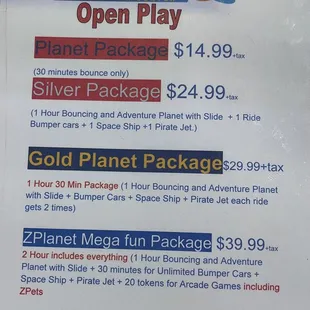 Open Play
Planet Package $14.99+tax
(30 minutes bounce only)
Silver Package $24.99+tax
(1 Hour Bouncing and Adventure Planet with Slide + 1 Ride
Bumper cars + 1 Space Ship +1 Pirate Jet.)
Gold Planet Package $29.99+tax
1 Hour 30 Min Package (1 Hour Bouncing and Adventure Planet
with Slide + Bumper Cars + Space Ship + Pirate Jet each ride
gets 2 times)
ZPlanet Mega fun Package $39.99+tax
2 Hour includes everything (1 Hour Bouncing and Adventure
Planet with Slide + 30 minutes for Unlimited Bumper Cars +
Space Ship + Pirate Jet + 20 tokens for Arcade Games including
ZPets